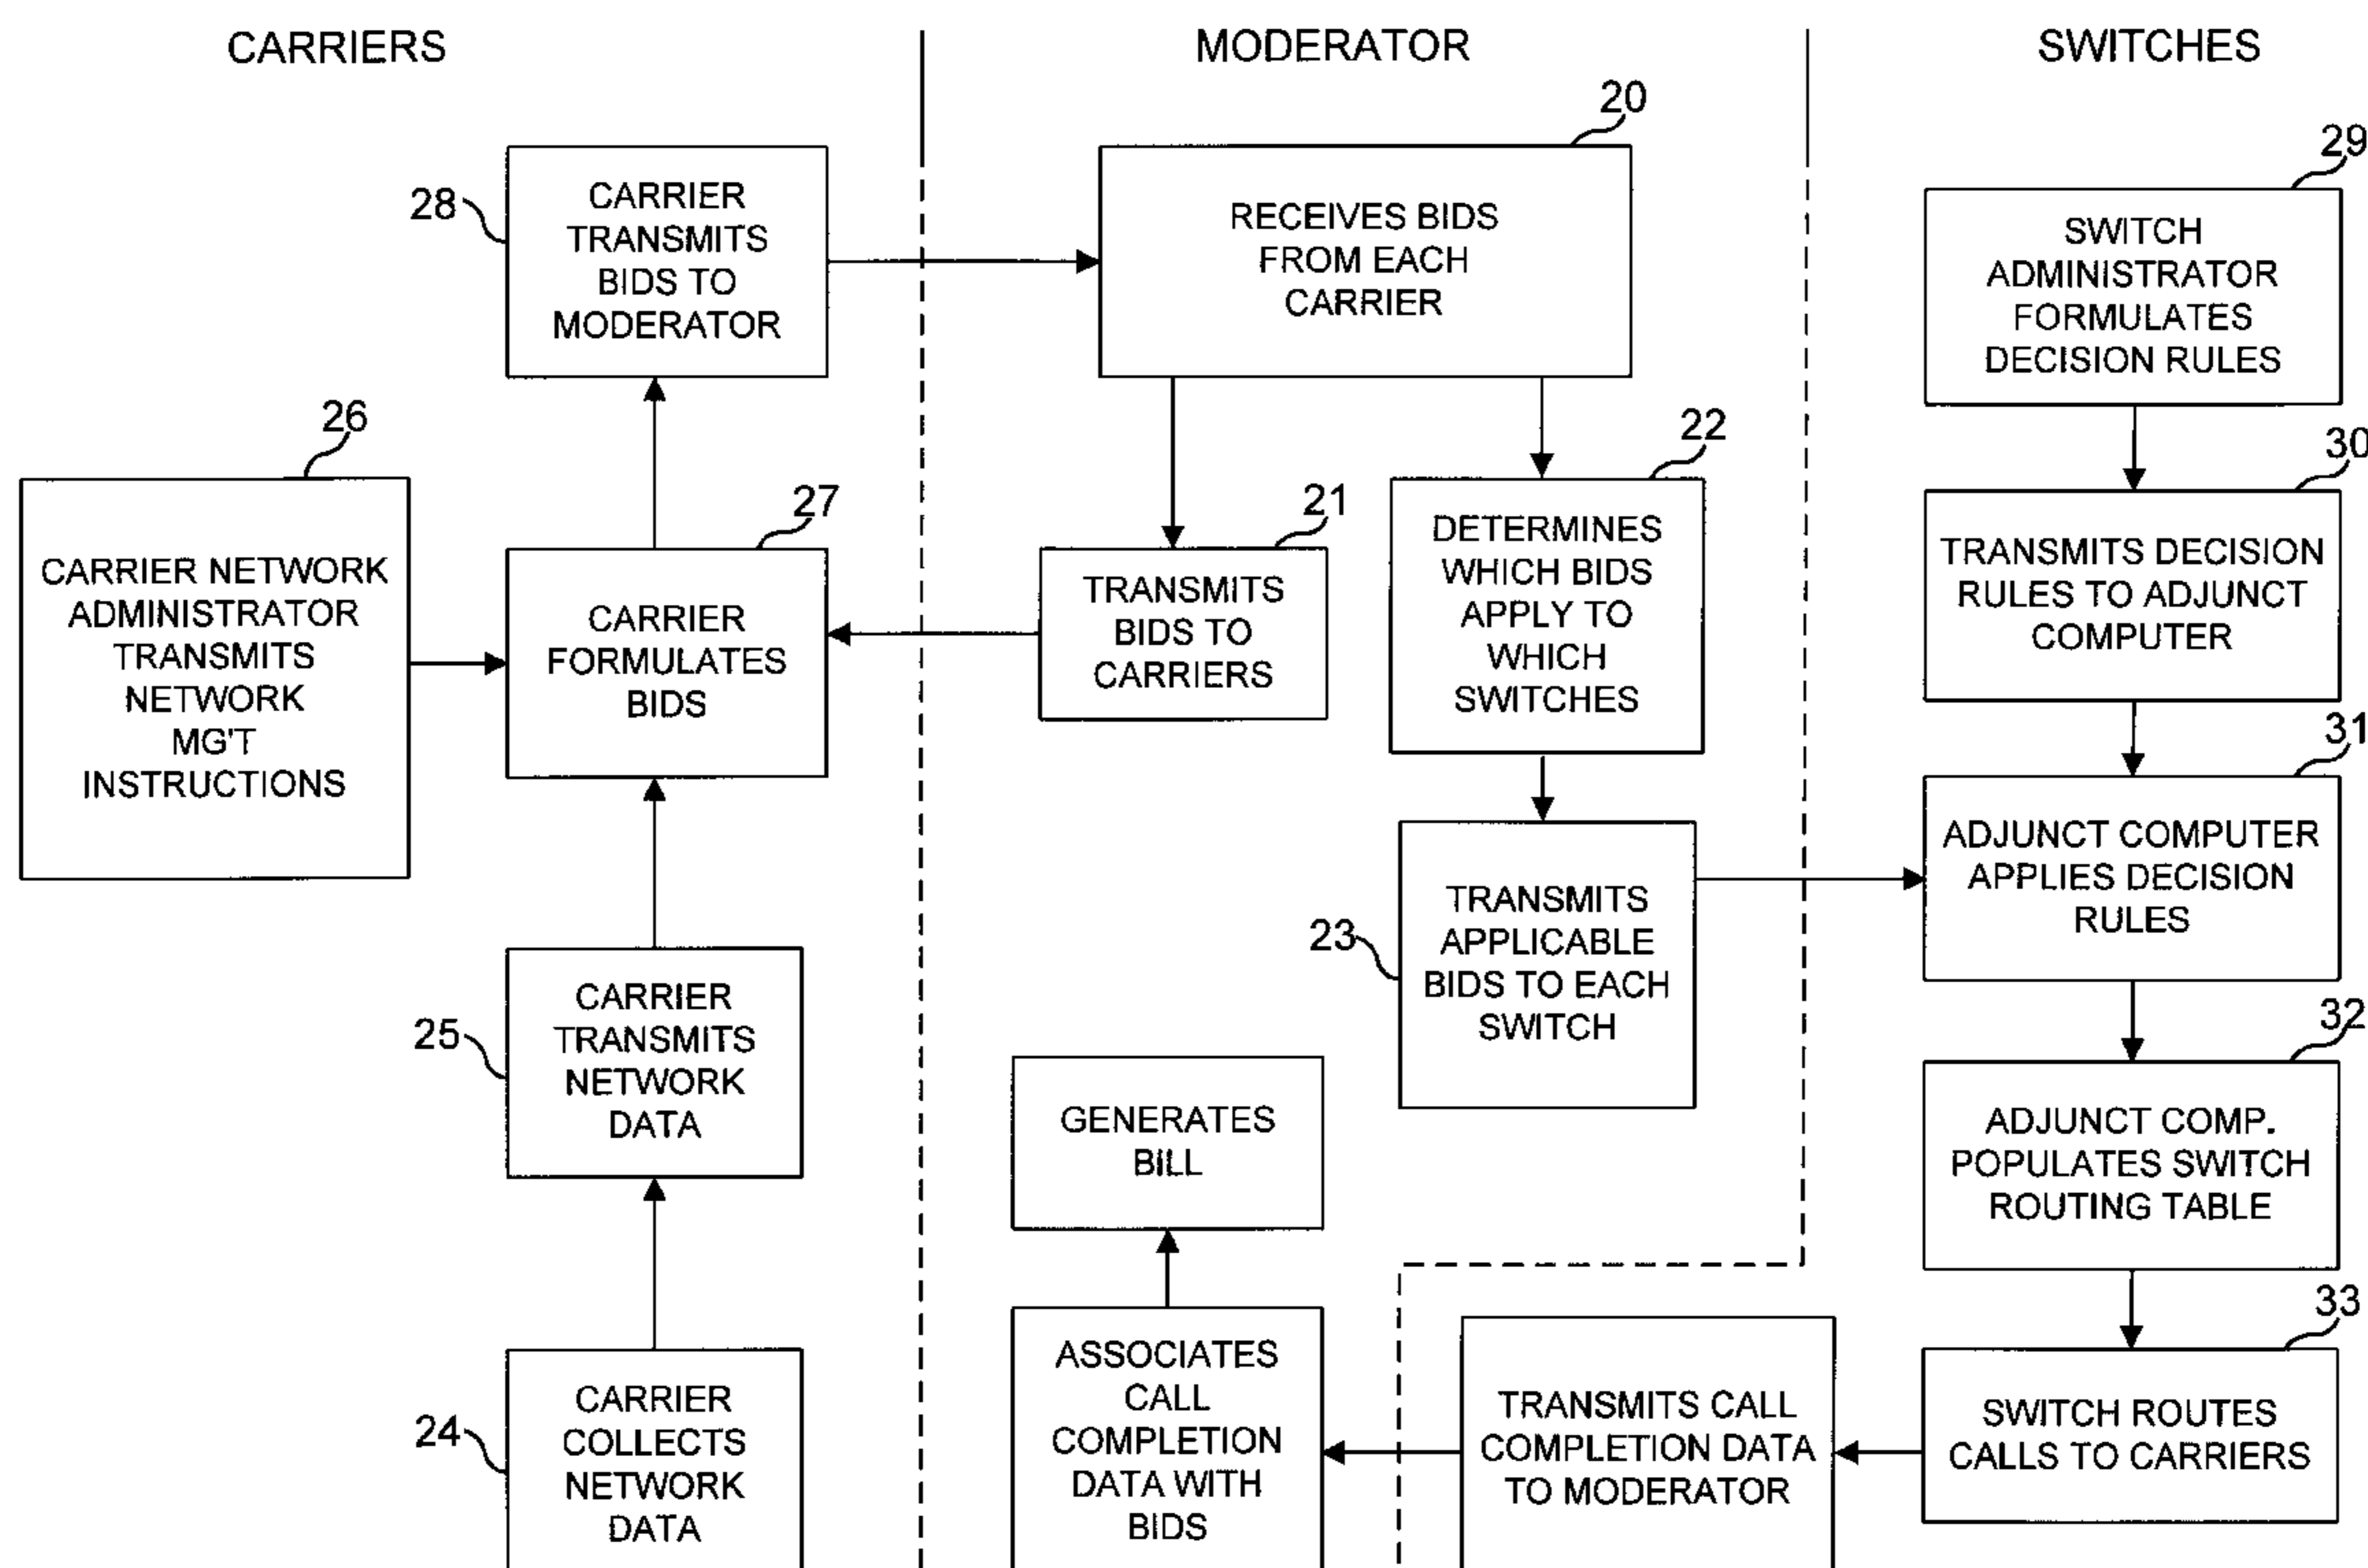 CARRIERS
MODERATOR
SWITCHES
20
29
28
CARRIER
TRANSMITS
BIDS TO
MODERATOR
RECEIVES BIDS
FROM EACH
CARRIER
SWITCH
ADMINISTRATOR
FORMULATES
DECISION RULES
26
27
21
22
30
CARRIER NETWORK
ADMINISTRATOR
TRANSMITS
NETWORK
MG'T
INSTRUCTIONS
CARRIER
FORMULATES
BIDS
TRANSMITS
BIDS TO
CARRIERS
DETERMINES
WHICH BIDS
APPLY TO
WHICH
SWITCHES
TRANSMITS DECISION
RULES TO ADJUNCT
COMPUTER
31
23
TRANSMITS
APPLICABLE
BIDS TO EACH
SWITCH
ADJUNCT COMPUTER
APPLIES DECISION
RULES
25
CARRIER
TRANSMITS
NETWORK
DATA
32
GENERATES
BILL
ADJUNCT COMP.
POPULATES SWITCH
ROUTING TABLE
33
24
CARRIER
COLLECTS
NETWORK
DATA
ASSOCIATES
CALL
COMPLETION
DATA WITH
BIDS
TRANSMITS CALL
COMPLETION DATA
TO MODERATOR
SWITCH ROUTES
CALLS TO CARRIERS